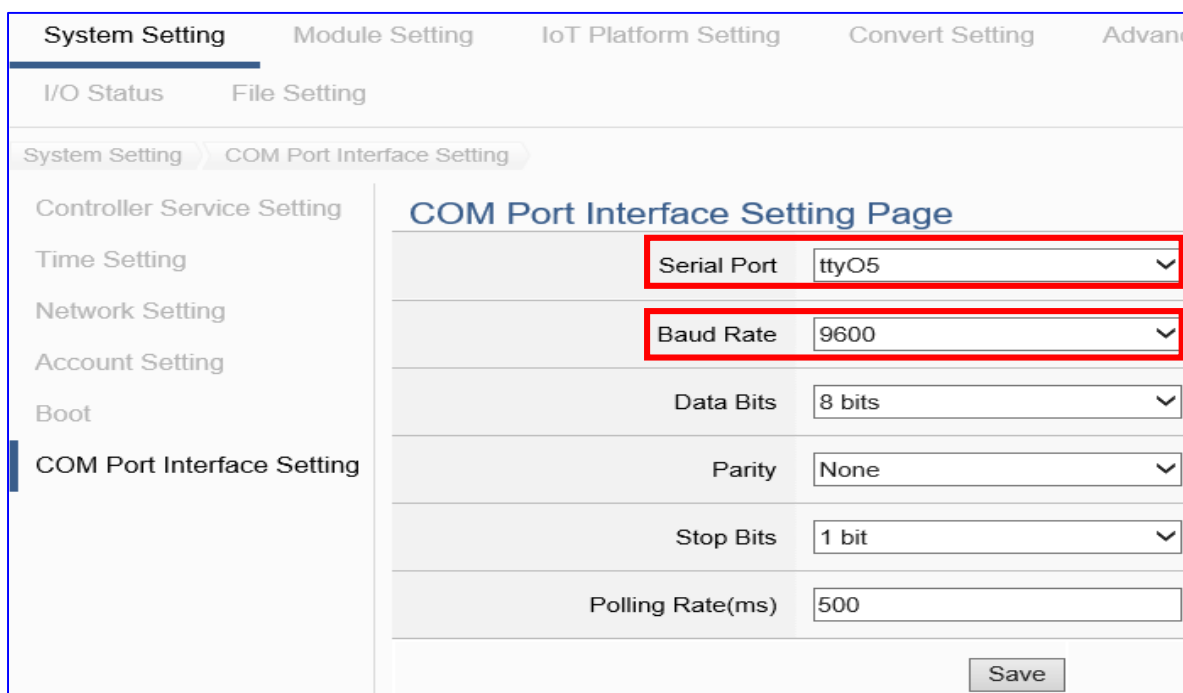 System Setting Module Setting IoT Platform Setting Convert Setting Advan
I/O Status File Setting
System Setting COM Port Interface Setting
Controller Service Setting
Time Setting
Network Setting
Account Setting
Boot
COM Port Interface Setting
COM Port Interface Setting Page
Serial Port ttyO5
Baud Rate 9600
Data Bits 8 bits
Parity None
Stop Bits 1 bit
Polling Rate(ms) 500
Save